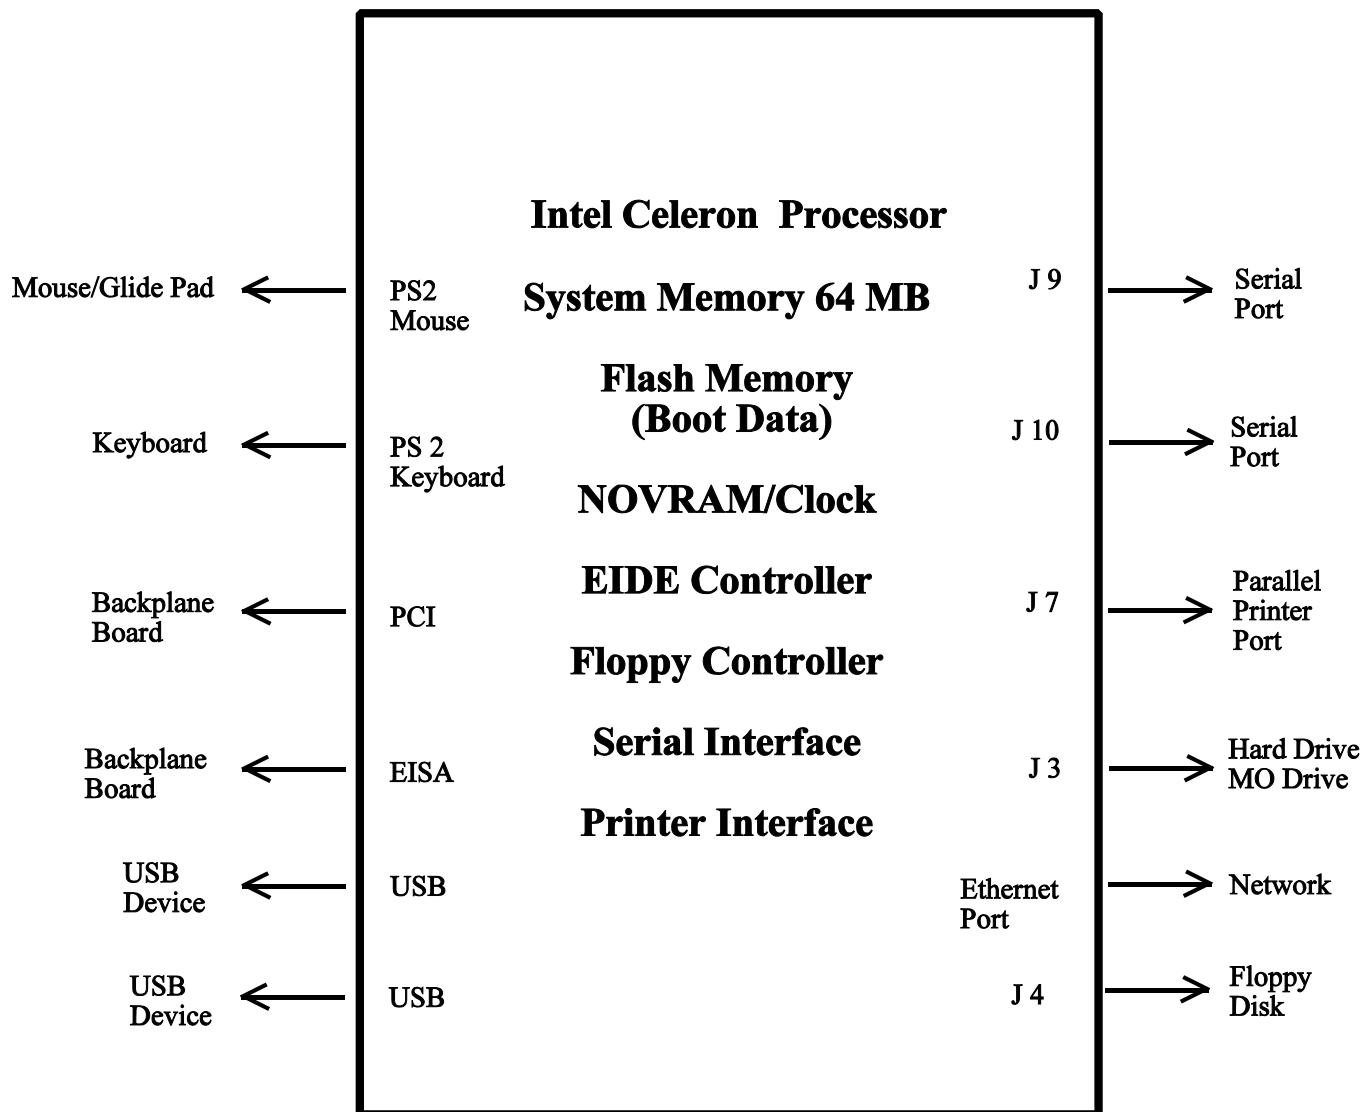 Intel Celeron  Processor
System Memory 64 MB
Flash Memory
(Boot Data)
NOVRAM/Clock
EIDE Controller
Floppy Controller
Serial Interface
Printer Interface
Mouse/Glide Pad
PS2
Mouse
Keyboard
PS 2
Keyboard
Backplane
Board
PCI
Backplane
Board
EISA
USB
Device
USB
USB
Device
USB
J 9
Serial
Port
J 10
Serial
Port
J 7
Parallel
Printer
Port
J 3
Hard Drive
MO Drive
Ethernet
Port
Network
J 4
Floppy
Disk